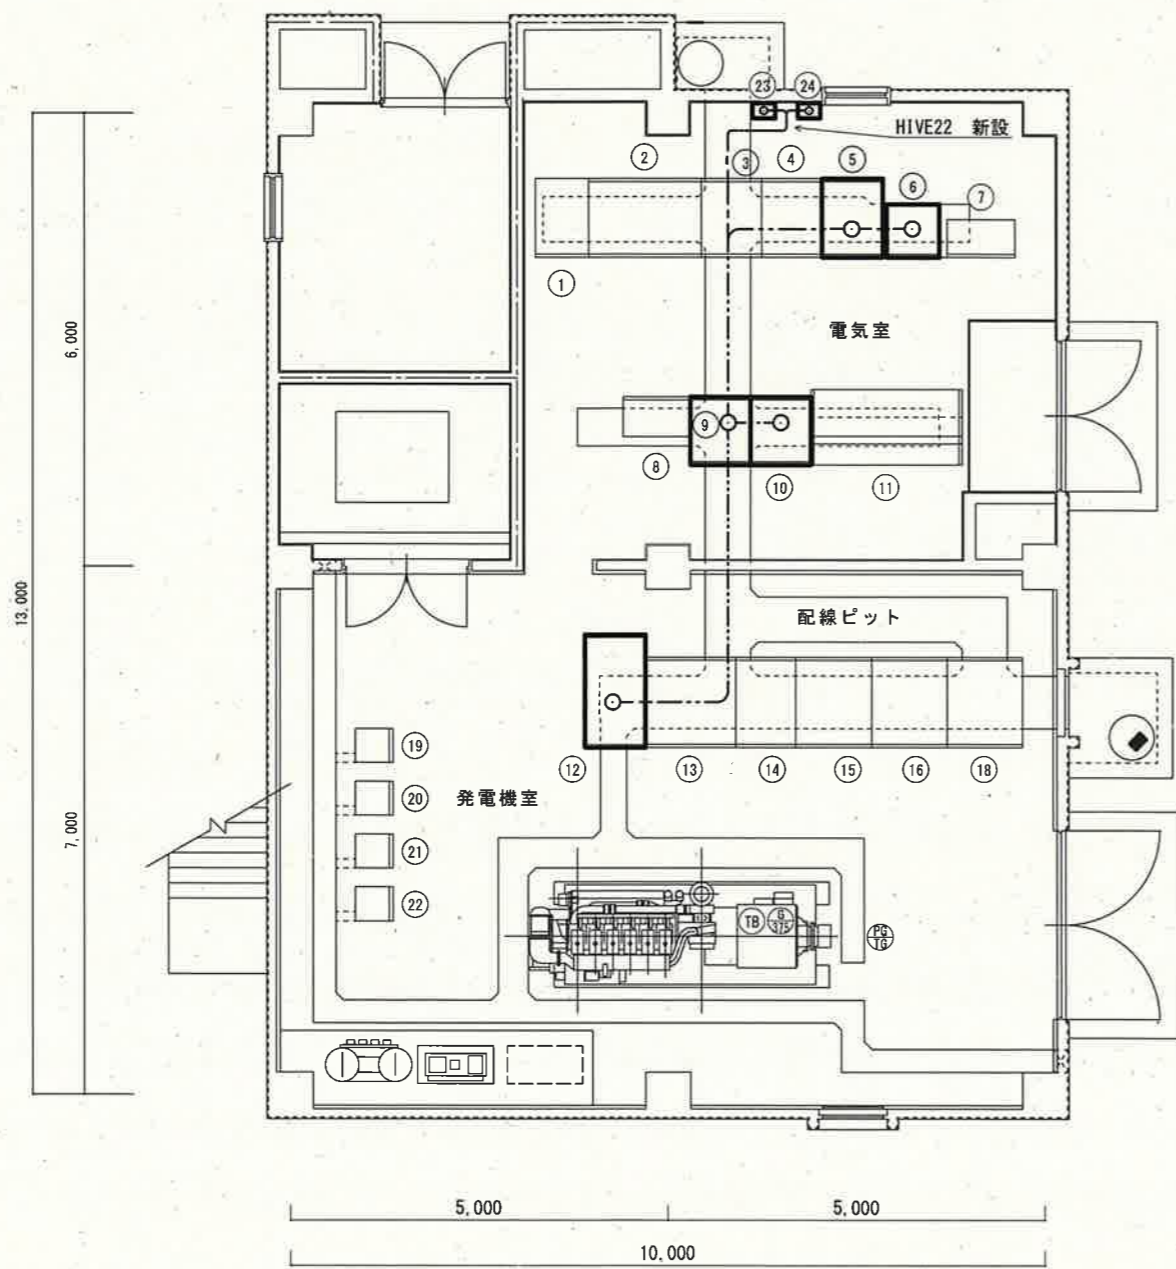 ㉓ ㉔
HIVE22 新設
② ③ ④ ⑤ ⑥ ⑦
①
電気室
6,000
13,000
⑨
⑧ ⑩ ⑪
配線ピット
⑲
⑫ ⑬ ⑭ ⑮ ⑯ ⑱
発電機室
⑳
7,000
㉑
㉒
TB
G
375
PG
TG
5,000 5,000
10,000